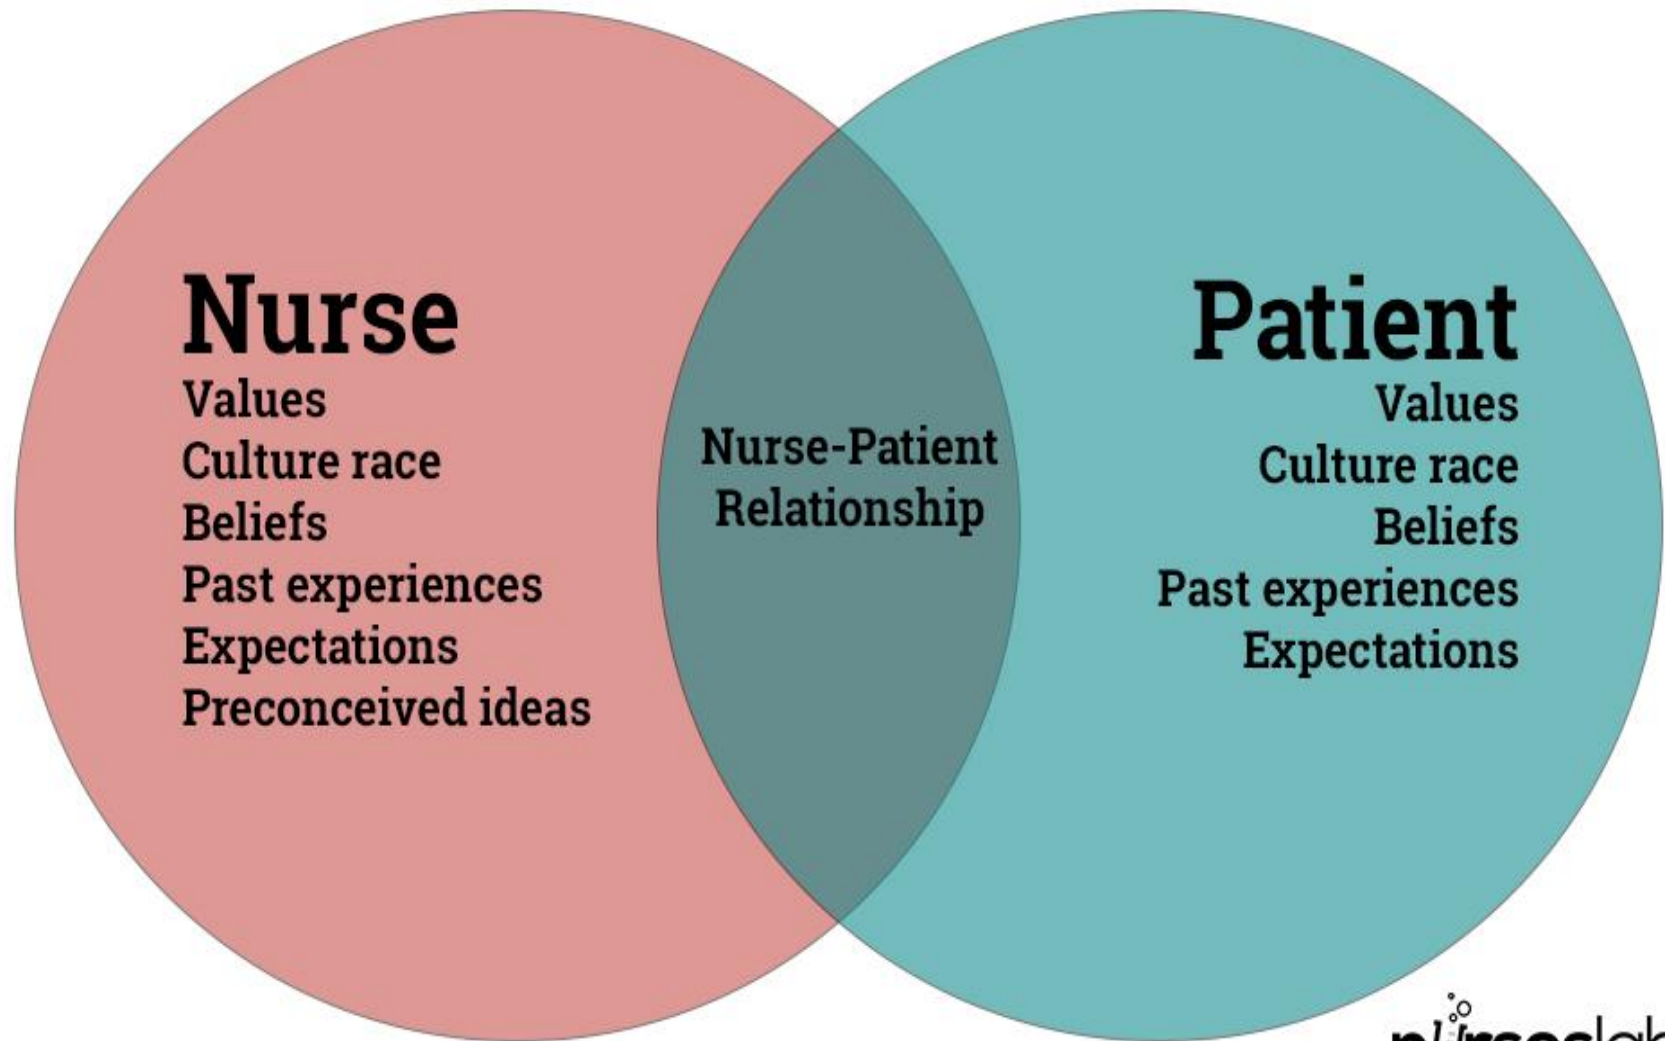 Nurse
Values
Culture race
Beliefs
Past experiences
Expectations
Preconceived ideas
Nurse-Patient
Relationship
Patient
Values
Culture race
Beliefs
Past experiences
Expectations